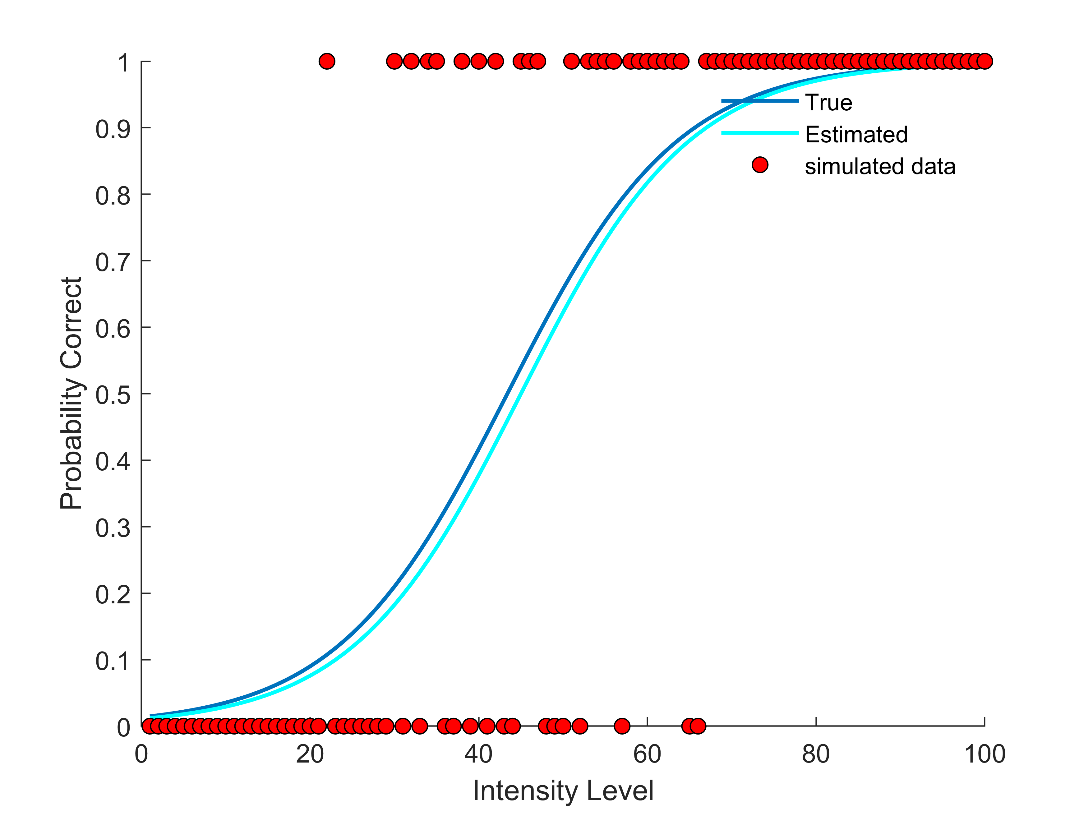 1
0.9
0.8
0.7
0.6
0.5
0.4
0.3
0.2
0.1
0
Probability Correct
True
Estimated
simulated data
0 20 40 60 80 100
Intensity Level